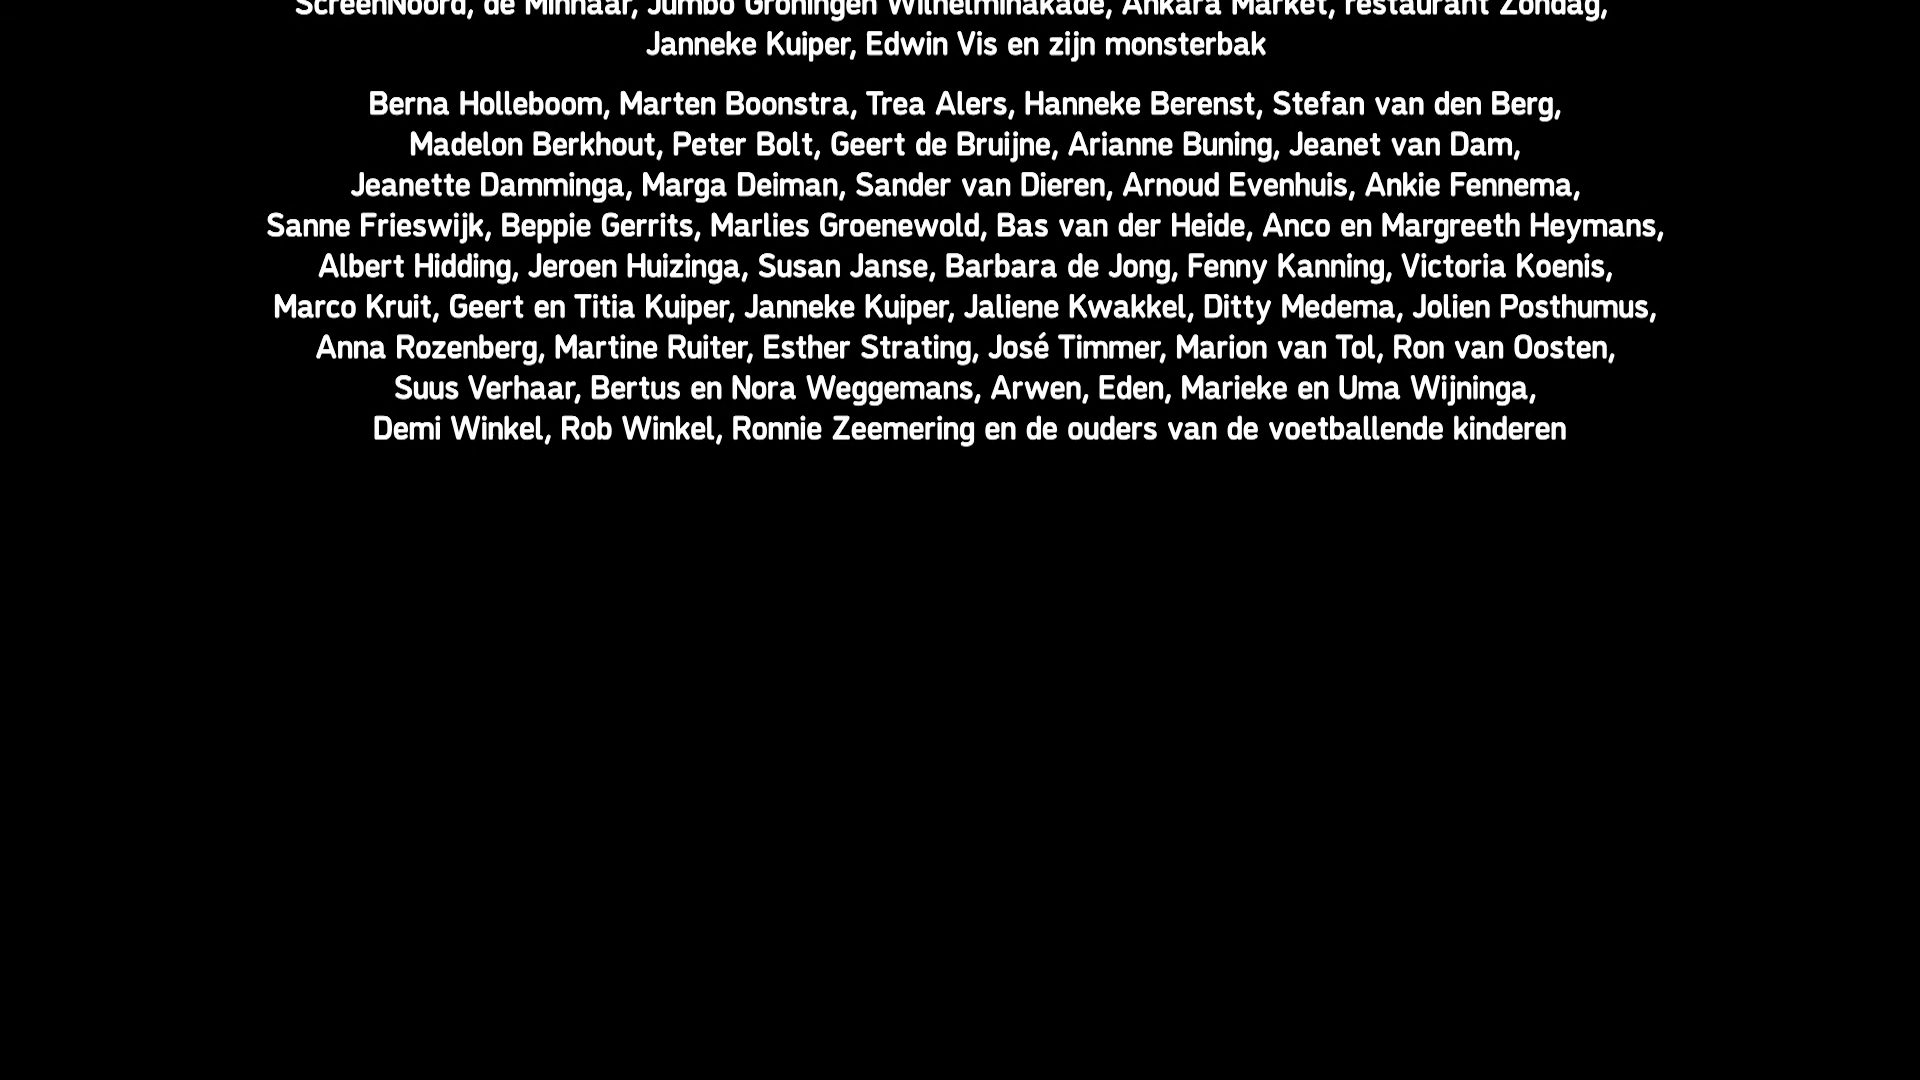 ScreenNoord, de Minnaar, Jumbo Groningen Wilhelminakade, Ankara Market, restaurant Zondag,
Janneke Kuiper, Edwin Vis en zijn monsterbak
Berna Holleboom, Marten Boonstra, Trea Alers, Hanneke Berenst, Stefan van den Berg,
Madelon Berkhout, Peter Bolt, Geert de Bruijne, Arianne Buning, Jeanet van Dam,
Jeanette Damminga, Marga Deiman, Sander van Dieren, Arnoud Evenhuis, Ankie Fennema,
Sanne Frieswijk, Beppie Gerrits, Marlies Groenewold, Bas van der Heide, Anco en Margreeth Heymans,
Albert Hidding, Jeroen Huizinga, Susan Janse, Barbara de Jong, Fenny Kanning, Victoria Koenis,
Marco Kruit, Geert en Titia Kuiper, Janneke Kuiper, Jaliene Kwakkel, Ditty Medema, Jolien Posthumus,
Anna Rozenberg, Martine Ruiter, Esther Strating, José Timmer, Marion van Tol, Ron van Oosten,
Suus Verhaar, Bertus en Nora Weggemans, Arwen, Eden, Marieke en Uma Wijninga,
Demi Winkel, Rob Winkel, Ronnie Zeemering en de ouders van de voetballende kinderen